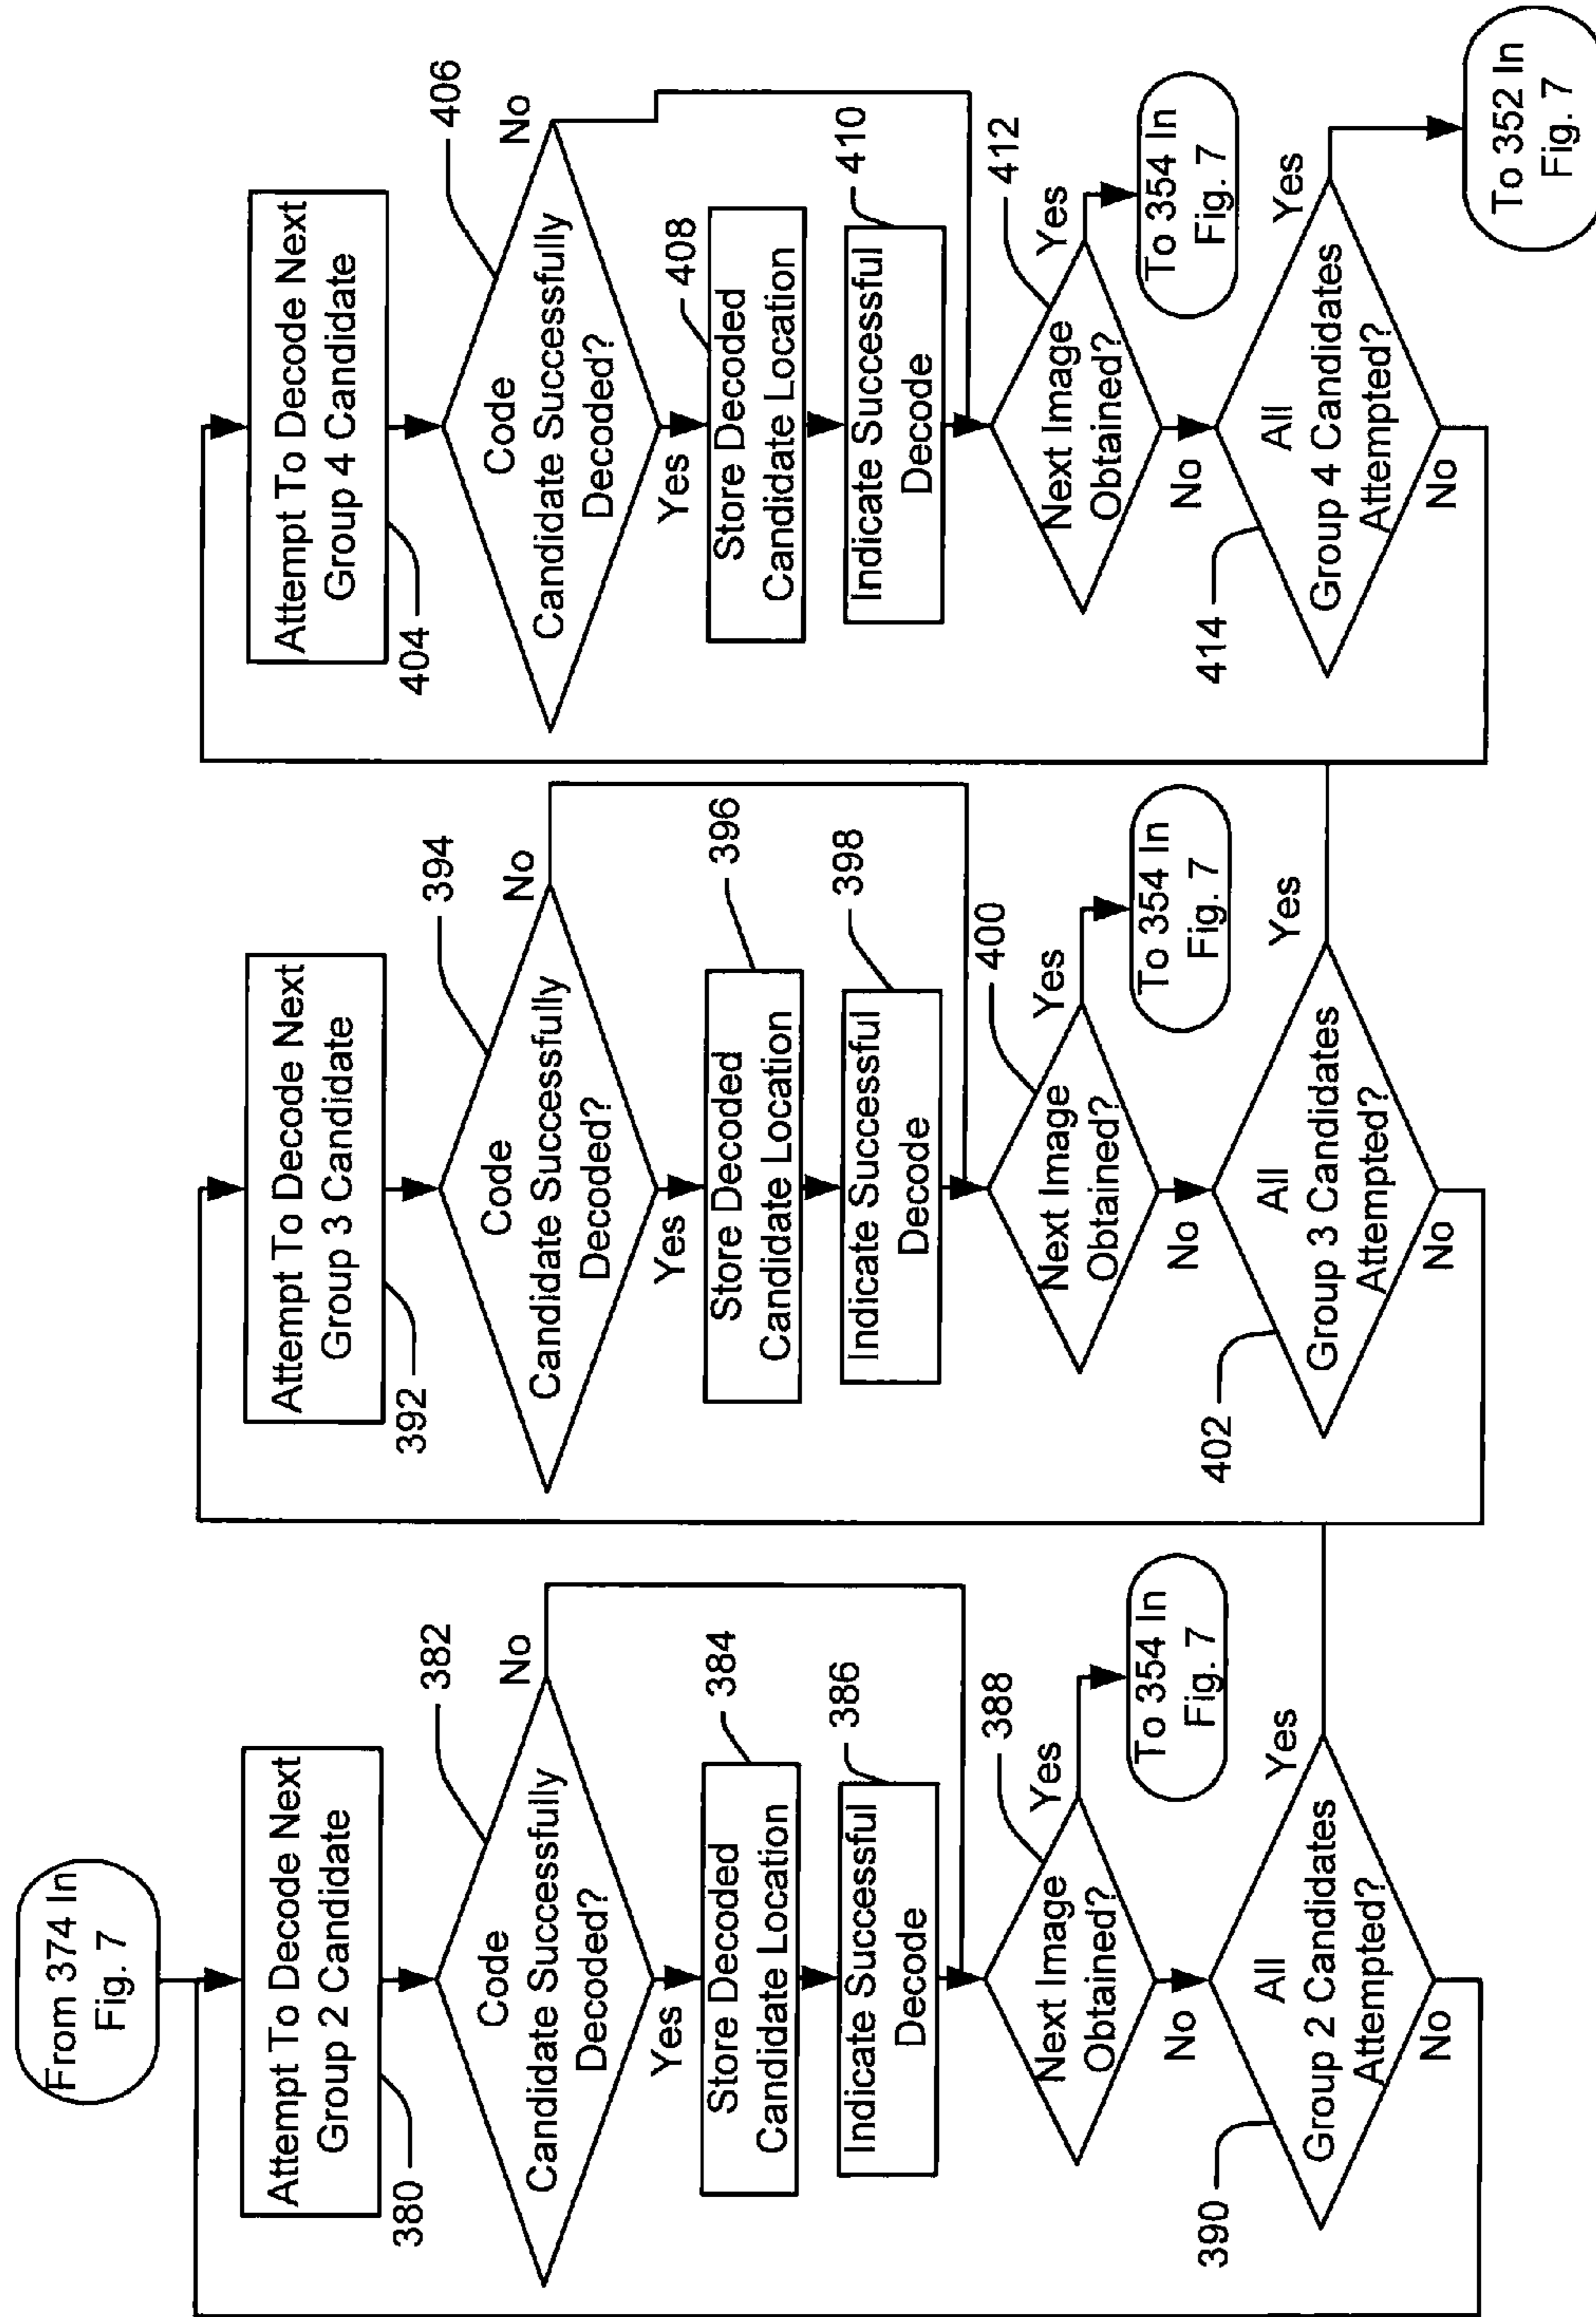 From 374 In
Fig. 7
Attempt To Decode Next
Group 2 Candidate
380
Code
Candidate Successfully
Decoded?
382
No
Yes
Store Decoded
Candidate Location
384
Indicate Successful
Decode
386
Next Image
Obtained?
388
Yes
To 354 In
Fig. 7
No
All
Group 2 Candidates
Attempted?
390
Yes
No
Attempt To Decode Next
Group 3 Candidate
392
Code
Candidate Successfully
Decoded?
394
No
Yes
Store Decoded
Candidate Location
396
Indicate Successful
Decode
398
Next Image
Obtained?
400
Yes
To 354 In
Fig. 7
No
All
Group 3 Candidates
Attempted?
402
Yes
No
Attempt To Decode Next
Group 4 Candidate
404
Code
Candidate Successfully
Decoded?
406
No
Yes
Store Decoded
Candidate Location
408
Indicate Successful
Decode
410
Next Image
Obtained?
412
Yes
To 354 In
Fig. 7
No
All
Group 4 Candidates
Attempted?
414
Yes
No
To 352 In
Fig. 7